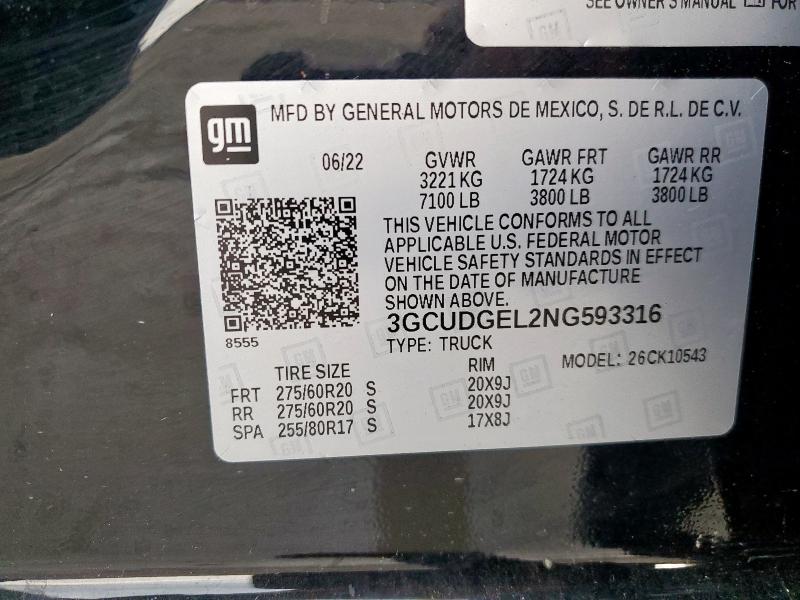 SEE OWNER'S MANUAL FOR
gm
MFD BY GENERAL MOTORS DE MEXICO, S. DE R.L. DE C.V.
06/22 GVWR GAWR FRT GAWR RR
3221 KG 1724 KG 1724 KG
7100 LB 3800 LB 3800 LB
THIS VEHICLE CONFORMS TO ALL
APPLICABLE U.S. FEDERAL MOTOR
VEHICLE SAFETY STANDARDS IN EFFECT
ON THE DATE OF MANUFACTURE
SHOWN ABOVE.
3GCUDGEL2NG593316
8555
TYPE: TRUCK
MODEL: 26CK10543
TIRE SIZE RIM
FRT 275/60R20 S 20X9J
RR 275/60R20 S 20X9J
SPA 255/80R17 S 17X8J